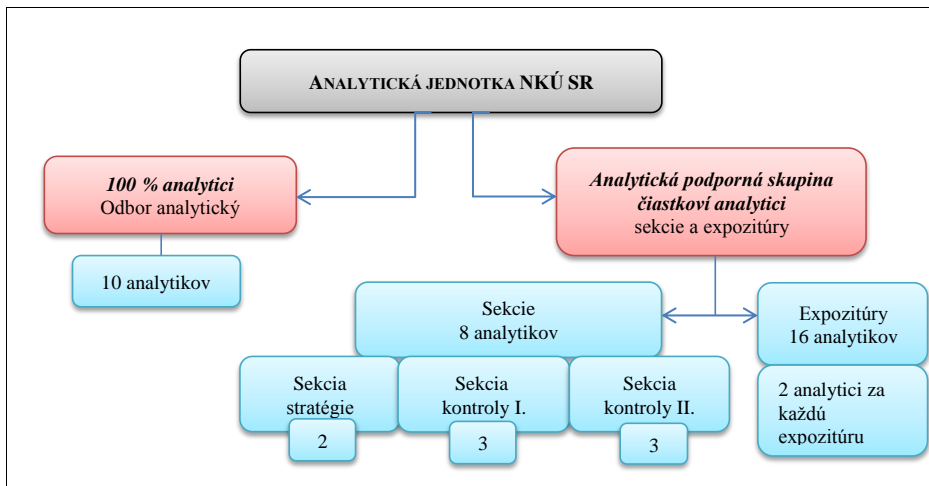 ANALYTICKÁ JEDNOTKA NKÚ SR
100 % analytici
Odbor analytický
10 analytikov
Analytická podporná skupina
čiastkoví analytici
sekcie a expozitúry
Sekcie
8 analytikov
Expozitúry
16 analytikov
Sekcia
stratégie
2
Sekcia
kontroly I.
3
Sekcia
kontroly II.
3
2 analytici za
každú
expozitúru